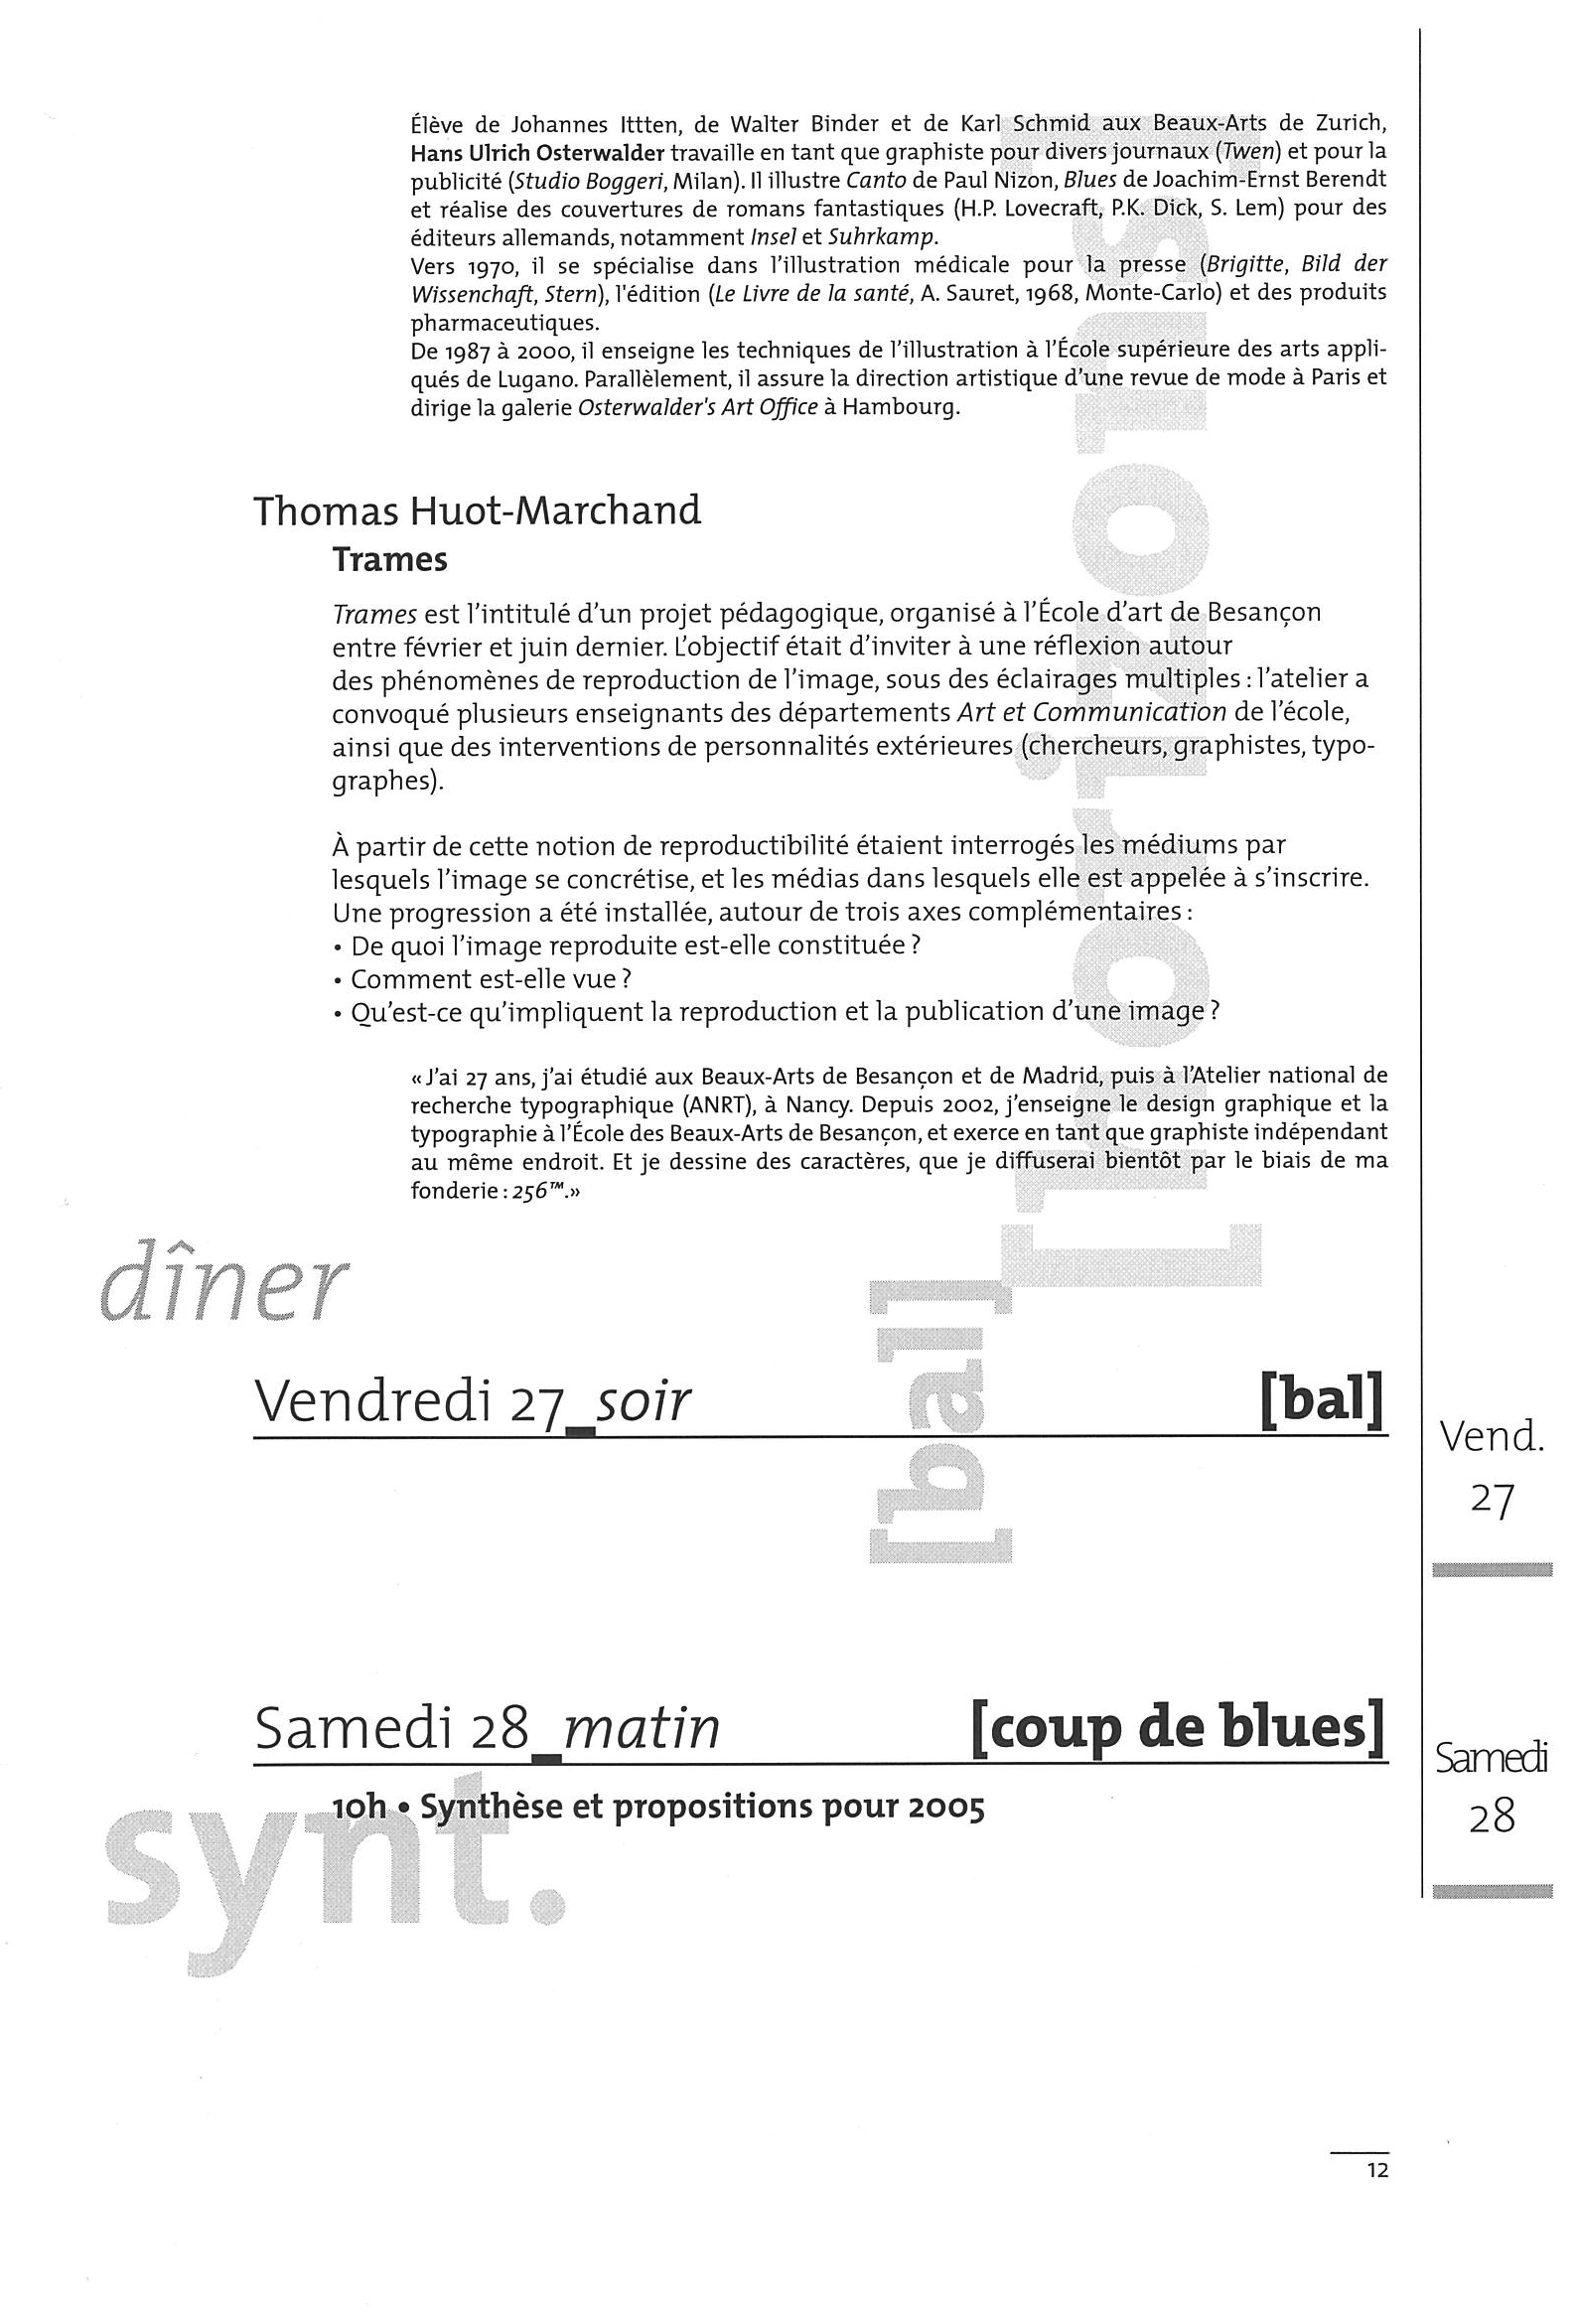 Élève de Johannes Ittten, de Walter Binder et de Karl Schmid aux Beaux-Arts de Zurich,
Hans Ulrich Osterwalder travaille en tant que graphiste pour divers journaux (Twen) et pour la
publicité (Studio Boggeri, Milan). Il illustre Canto de Paul Nizon, Blues de Joachim-Ernst Berendt
et réalise des couvertures de romans fantastiques (H.P. Lovecraft, P.K. Dick, S. Lem) pour des
éditeurs allemands, notamment Insel et Suhrkamp.
Vers 1970, il se spécialise dans l'illustration médicale pour la presse (Brigitte, Bild der
Wissenchaft, Stern), l'édition (Le Livre de la santé, A. Sauret, 1968, Monte-Carlo) et des produits
pharmaceutiques.
De 1987 à 2000, il enseigne les techniques de l'illustration à l'École supérieure des arts appli-
qués de Lugano. Parallèlement, il assure la direction artistique d'une revue de mode à Paris et
dirige la galerie Osterwalder's Art Office à Hambourg.
Thomas Huot-Marchand
Trames
Trames est l'intitulé d'un projet pédagogique, organisé à l'École d'art de Besançon
entre février et juin dernier. L'objectif était d'inviter à une réflexion autour
des phénomènes de reproduction de l'image, sous des éclairages multiples : l'atelier a
convoqué plusieurs enseignants des départements Art et Communication de l'école,
ainsi que des interventions de personnalités extérieures (chercheurs, graphistes, typo-
graphes).
À partir de cette notion de reproductibilité étaient interrogés les médiums par
lesquels l'image se concrétise, et les médias dans lesquels elle est appelée à s'inscrire.
Une progression a été installée, autour de trois axes complémentaires :
• De quoi l'image reproduite est-elle constituée ?
• Comment est-elle vue ?
• Qu'est-ce qu'impliquent la reproduction et la publication d'une image ?
« J'ai 27 ans, j'ai étudié aux Beaux-Arts de Besançon et de Madrid, puis à l'Atelier national de
recherche typographique (ANRT), à Nancy. Depuis 2002, j'enseigne le design graphique et la
typographie à l'École des Beaux-Arts de Besançon, et exerce en tant que graphiste indépendant
au même endroit. Et je dessine des caractères, que je diffuserai bientôt par le biais de ma
fonderie : 256™.»
[horizons]
dîner
[bal]
Vendredi 27_soir [bal]
Vend.
27
Samedi 28_matin [coup de blues]
Samedi
28
10h • Synthèse et propositions pour 2005
synt.
12